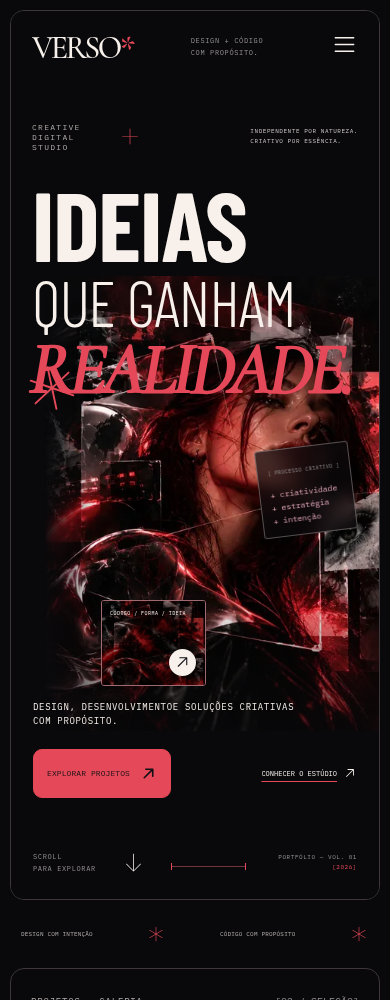 VERSO*
DESIGN + CÓDIGO
COM PROPÓSITO.
CREATIVE
DIGITAL
STUDIO
INDEPENDENTE POR NATUREZA.
CRIATIVO POR ESSÊNCIA.
IDEIAS
QUE GANHAM
REALIDADE.
[ PROCESSO CRIATIVO ]
+ criatividade
+ estratégia
+ intenção
CÓDIGO / FORMA / IDEIA
DESIGN, DESENVOLVIMENTOE SOLUÇÕES CRIATIVAS
COM PROPÓSITO.
EXPLORAR PROJETOS
CONHECER O ESTÚDIO
SCROLL
PARA EXPLORAR
PORTFÓLIO — VOL. 01
[2026]
DESIGN COM INTENÇÃO
CÓDIGO COM PROPÓSITO